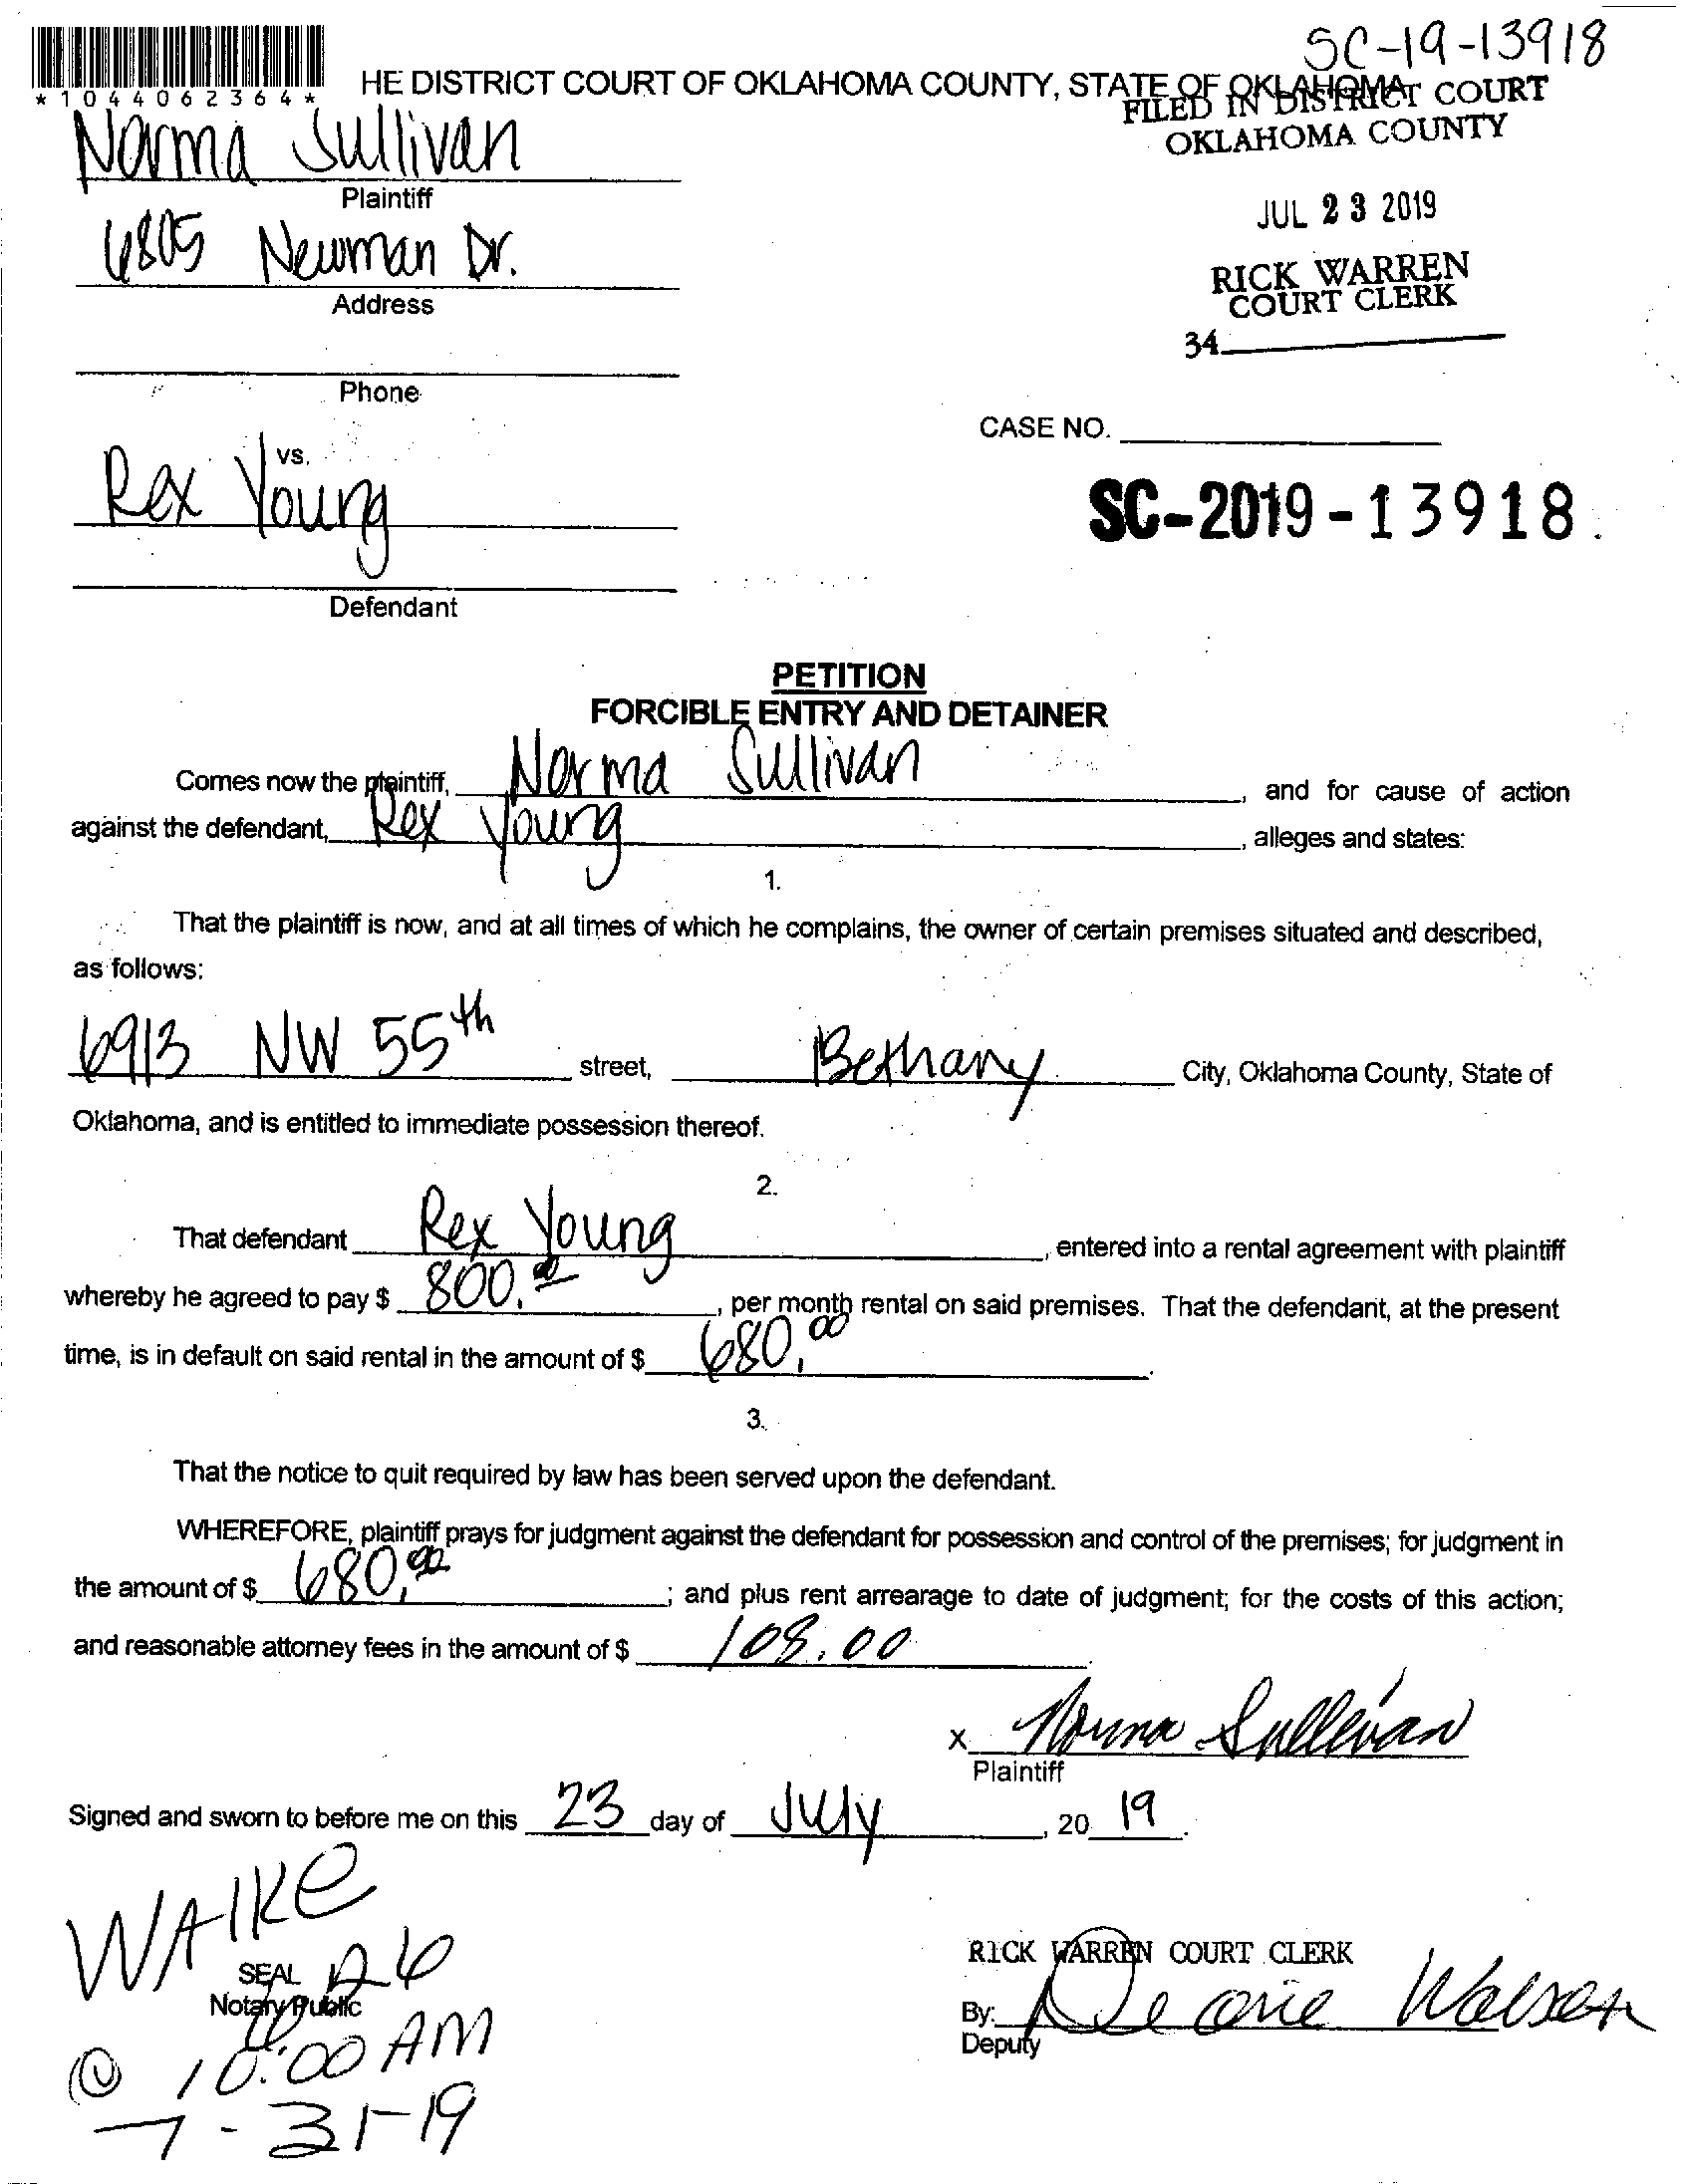 SC-19-13918
*1044062364*
HE DISTRICT COURT OF OKLAHOMA COUNTY, STATE OF OKLAHOMA
FILED IN DISTRICT COURT
OKLAHOMA COUNTY
Norma Sullivan
Plaintiff
JUL 23 2019
6805 Newman Dr.
Address
RICK WARREN
COURT CLERK
34
Phone
CASE NO.
vs.
Rex Young
SC-2019-13918
Defendant
PETITION
FORCIBLE ENTRY AND DETAINER
Comes now the plaintiff, Norma Sullivan, and for cause of action
against the defendant, Rex Young, alleges and states:
1.
That the plaintiff is now, and at all times of which he complains, the owner of certain premises situated and described,
as follows:
6913 NW 55th street, Bethany City, Oklahoma County, State of
Oklahoma, and is entitled to immediate possession thereof.
2.
That defendant Rex Young, entered into a rental agreement with plaintiff
whereby he agreed to pay $ 800.00, per month rental on said premises. That the defendant, at the present
time, is in default on said rental in the amount of $ 680.00.
3.
That the notice to quit required by law has been served upon the defendant.
WHEREFORE, plaintiff prays for judgment against the defendant for possession and control of the premises; for judgment in
the amount of $ 680.00; and plus rent arrearage to date of judgment; for the costs of this action;
and reasonable attorney fees in the amount of $ 108.00.
x Norma Sullivan
Plaintiff
Signed and sworn to before me on this 23 day of July, 2019.
WAIKE
SEAL
Notary Public
@ 10:00 AM
7-31-19
RICK WARREN COURT CLERK
By:
Deputy